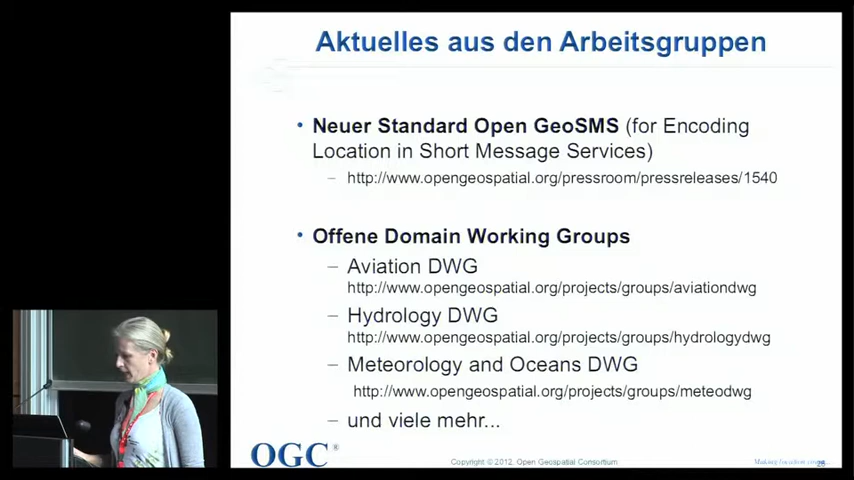 Aktuelles aus den Arbeitsgruppen
• Neuer Standard Open GeoSMS (for Encoding
Location in Short Message Services)
– http://www.opengeospatial.org/pressroom/pressreleases/1540
• Offene Domain Working Groups
– Aviation DWG
http://www.opengeospatial.org/projects/groups/aviationdwg
– Hydrology DWG
http://www.opengeospatial.org/projects/groups/hydrologydwg
– Meteorology and Oceans DWG
http://www.opengeospatial.org/projects/groups/meteodwg
– und viele mehr...
OGC®
Copyright © 2012, Open Geospatial Consortium
Making location